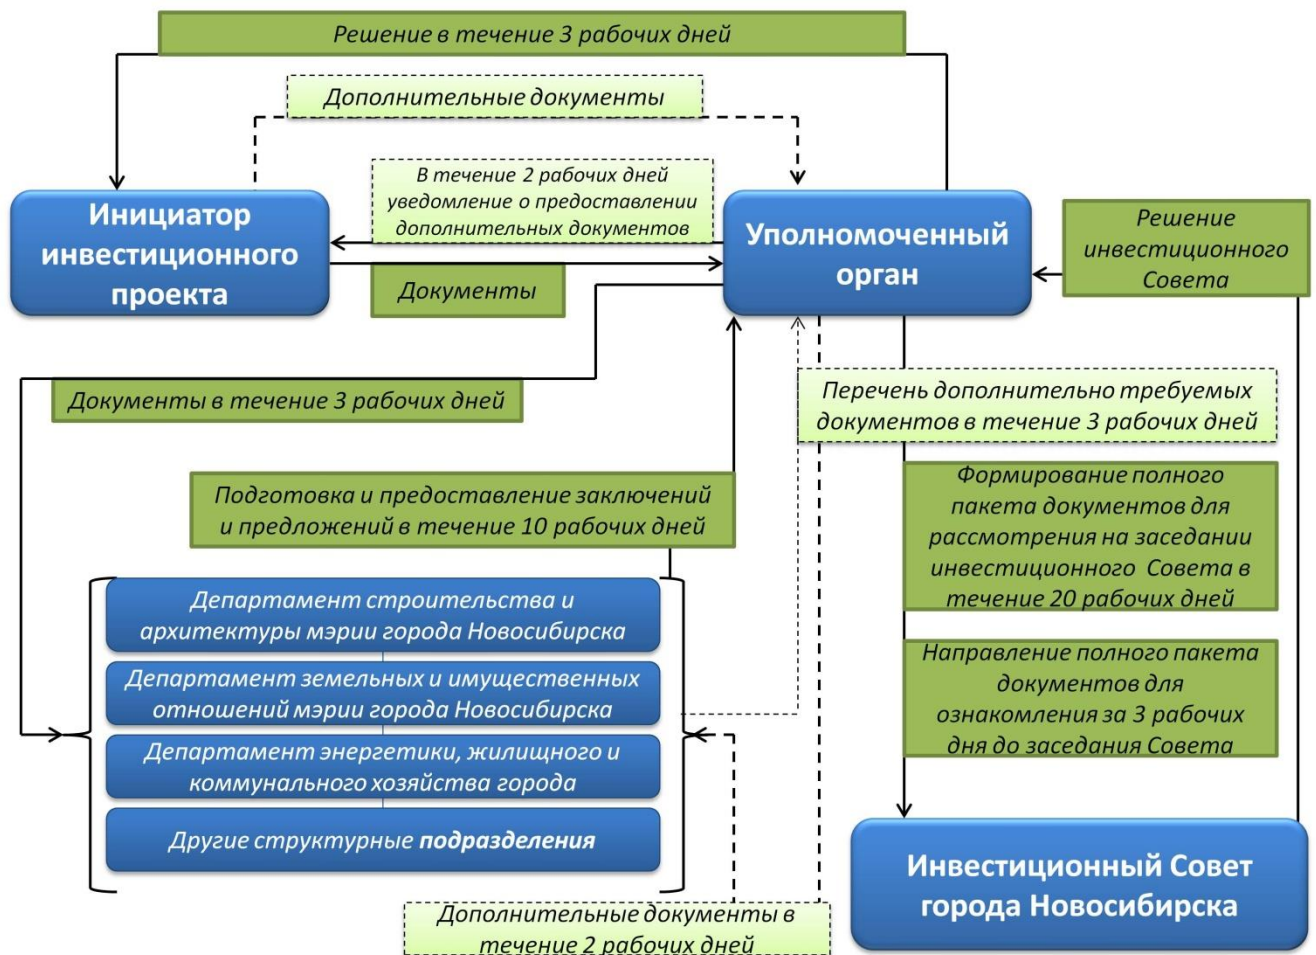 Решение в течение 3 рабочих дней
Дополнительные документы
В течение 2 рабочих дней
уведомление о предоставлении
дополнительных документов
Инициатор
инвестиционного
проекта
Уполномоченный
орган
Решение
инвестиционного
Совета
Документы
Документы в течение 3 рабочих дней
Перечень дополнительно требуемых
документов в течение 3 рабочих дней
Подготовка и предоставление заключений
и предложений в течение 10 рабочих дней
Формирование полного
пакета документов для
рассмотрения на заседании
инвестиционного Совета в
течение 20 рабочих дней
Департамент строительства и
архитектуры мэрии города Новосибирска
Департамент земельных и имущественных
отношений мэрии города Новосибирска
Департамент энергетики, жилищного и
коммунального хозяйства города
Другие структурные подразделения
Направление полного пакета
документов для
ознакомления за 3 рабочих
дня до заседания Совета
Инвестиционный Совет
города Новосибирска
Дополнительные документы в
течение 2 рабочих дней